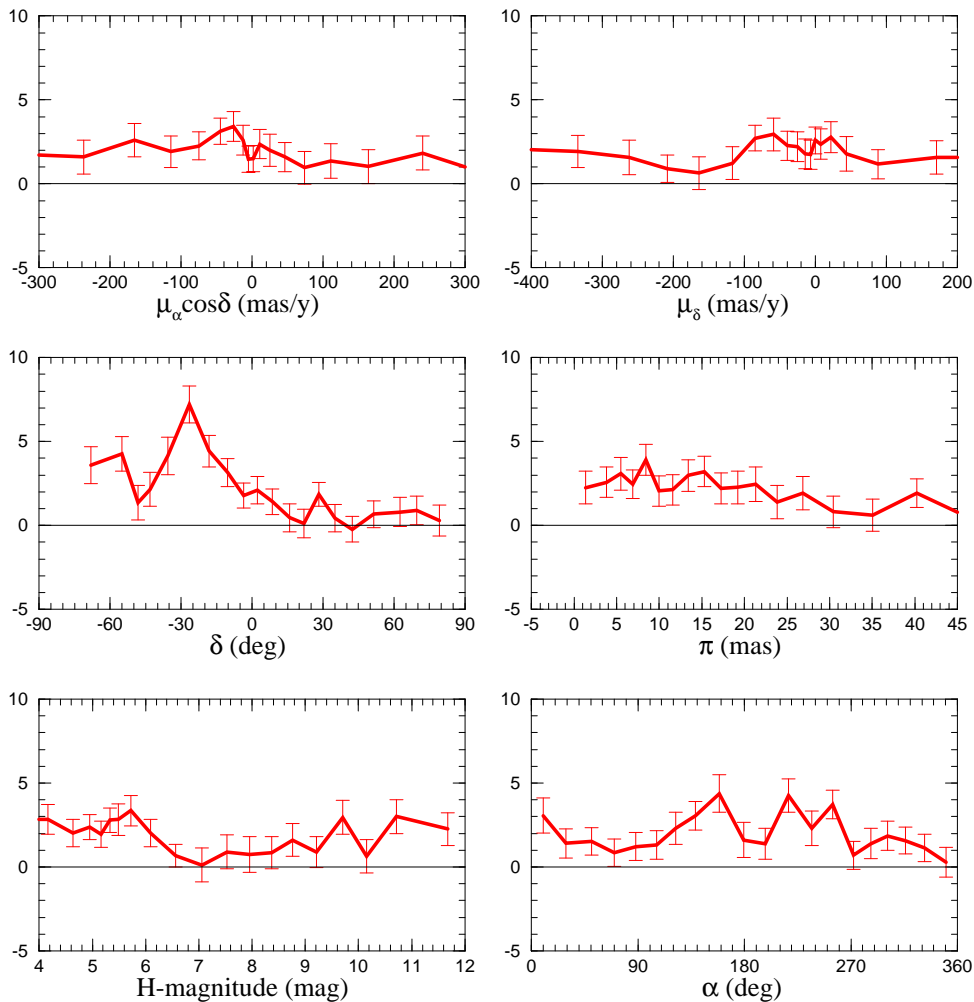 10
5
0
-5
-300 -200 -100 0 100 200 300
μαcosδ (mas/y)
10
5
0
-5
-400 -300 -200 -100 0 100 200
μδ (mas/y)
10
5
0
-5
-90 -60 -30 0 30 60 90
δ (deg)
10
5
0
-5
-5 0 5 10 15 20 25 30 35 40 45
π (mas)
10
5
0
-5
4 5 6 7 8 9 10 11 12
H-magnitude (mag)
10
5
0
-5
0 90 180 270 360
α (deg)